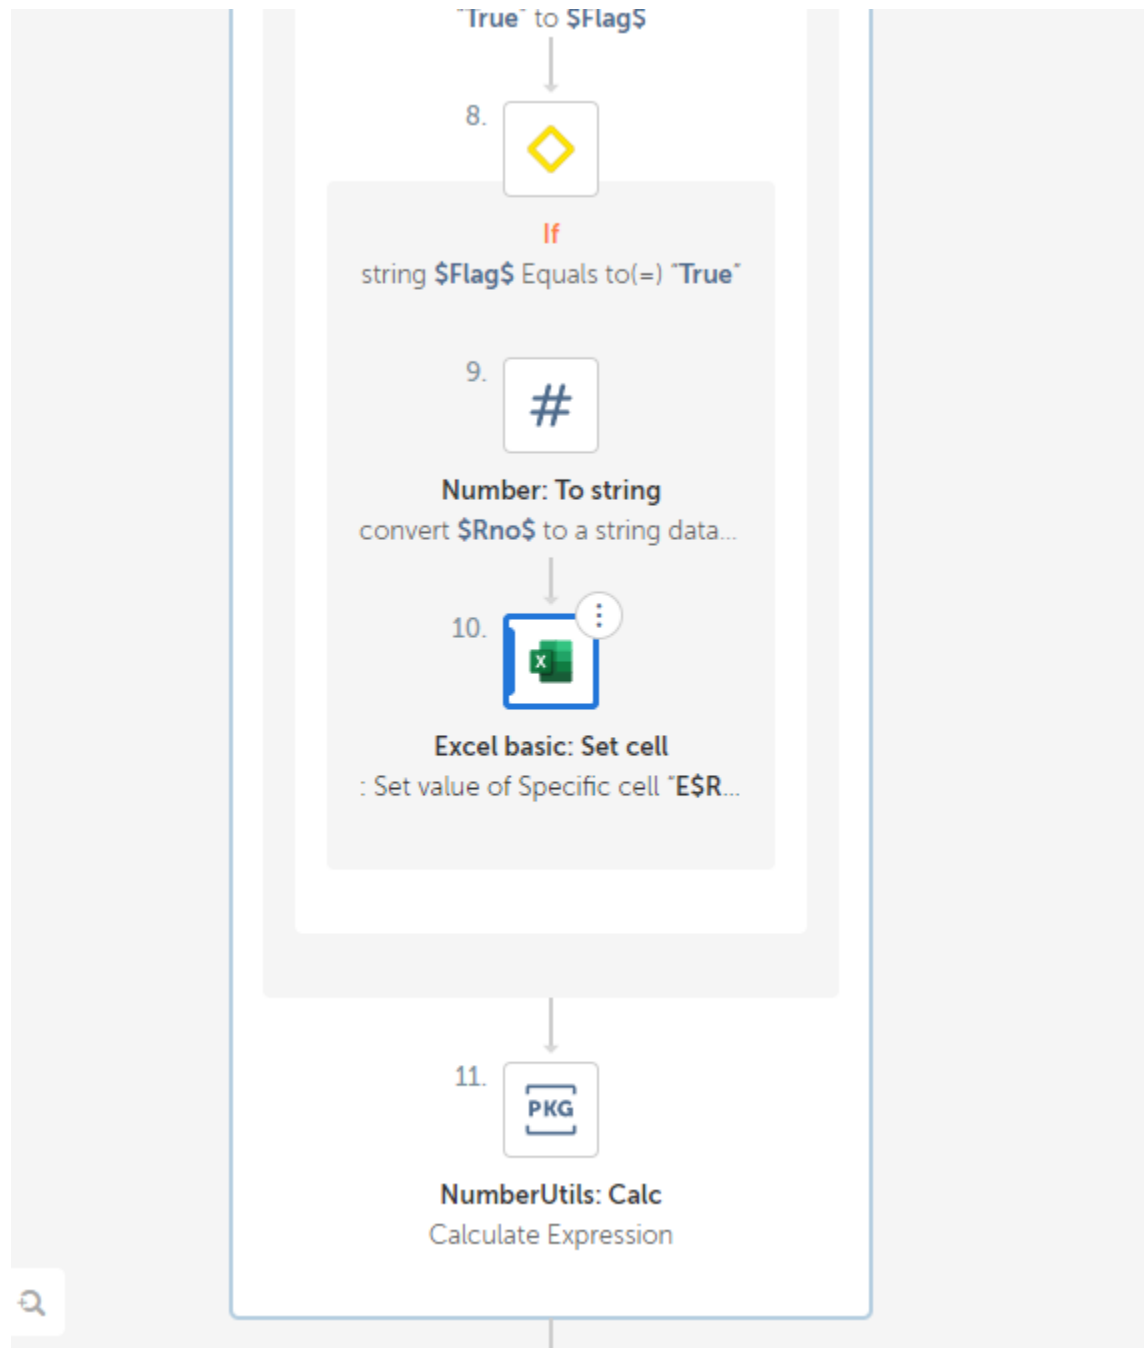 "True" to $Flag$
8.
If
string $Flag$ Equals to(=) "True"
9.
#
Number: To string
convert $Rno$ to a string data...
10.
X
Excel basic: Set cell
: Set value of Specific cell "E$R...
11.
PKG
NumberUtils: Calc
Calculate Expression